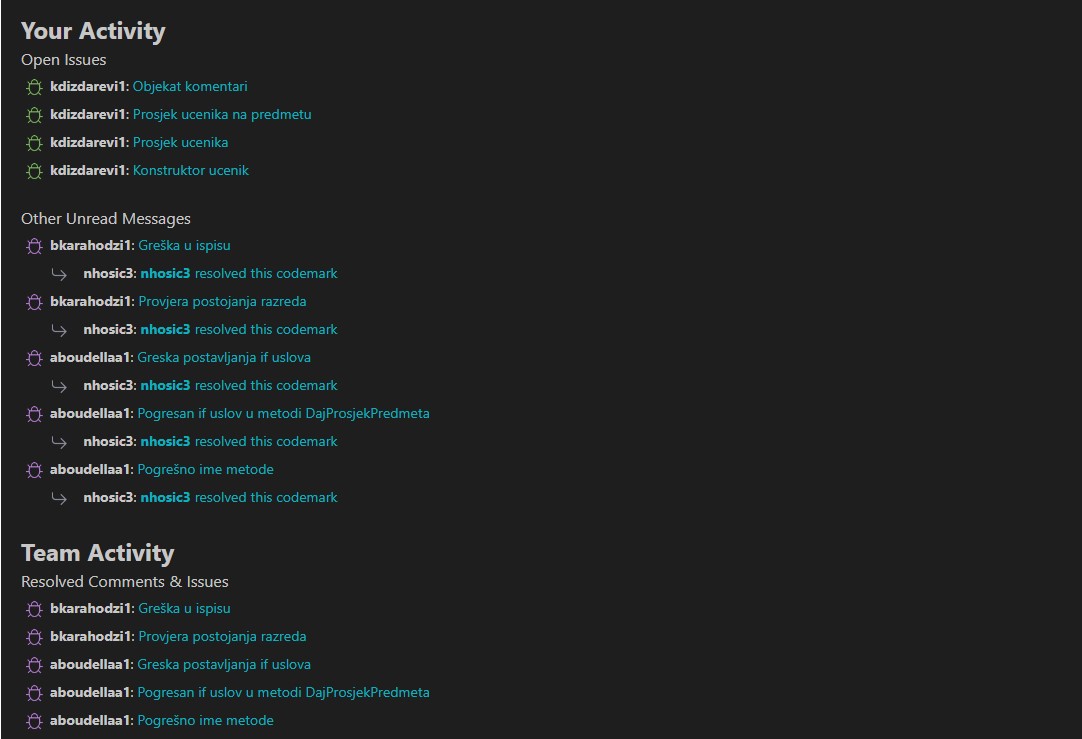 Your Activity
Open Issues
kdizdarevi1: Objekat komentari
kdizdarevi1: Prosjek ucenika na predmetu
kdizdarevi1: Prosjek ucenika
kdizdarevi1: Konstruktor ucenik
Other Unread Messages
bkarahodzi1: Greška u ispisu
nhosic3: nhosic3 resolved this codemark
bkarahodzi1: Provjera postojanja razreda
nhosic3: nhosic3 resolved this codemark
aboudellaa1: Greska postavljanja if uslova
nhosic3: nhosic3 resolved this codemark
aboudellaa1: Pogresan if uslov u metodi DajProsjekPredmeta
nhosic3: nhosic3 resolved this codemark
aboudellaa1: Pogrešno ime metode
nhosic3: nhosic3 resolved this codemark
Team Activity
Resolved Comments & Issues
bkarahodzi1: Greška u ispisu
bkarahodzi1: Provjera postojanja razreda
aboudellaa1: Greska postavljanja if uslova
aboudellaa1: Pogresan if uslov u metodi DajProsjekPredmeta
aboudellaa1: Pogrešno ime metode